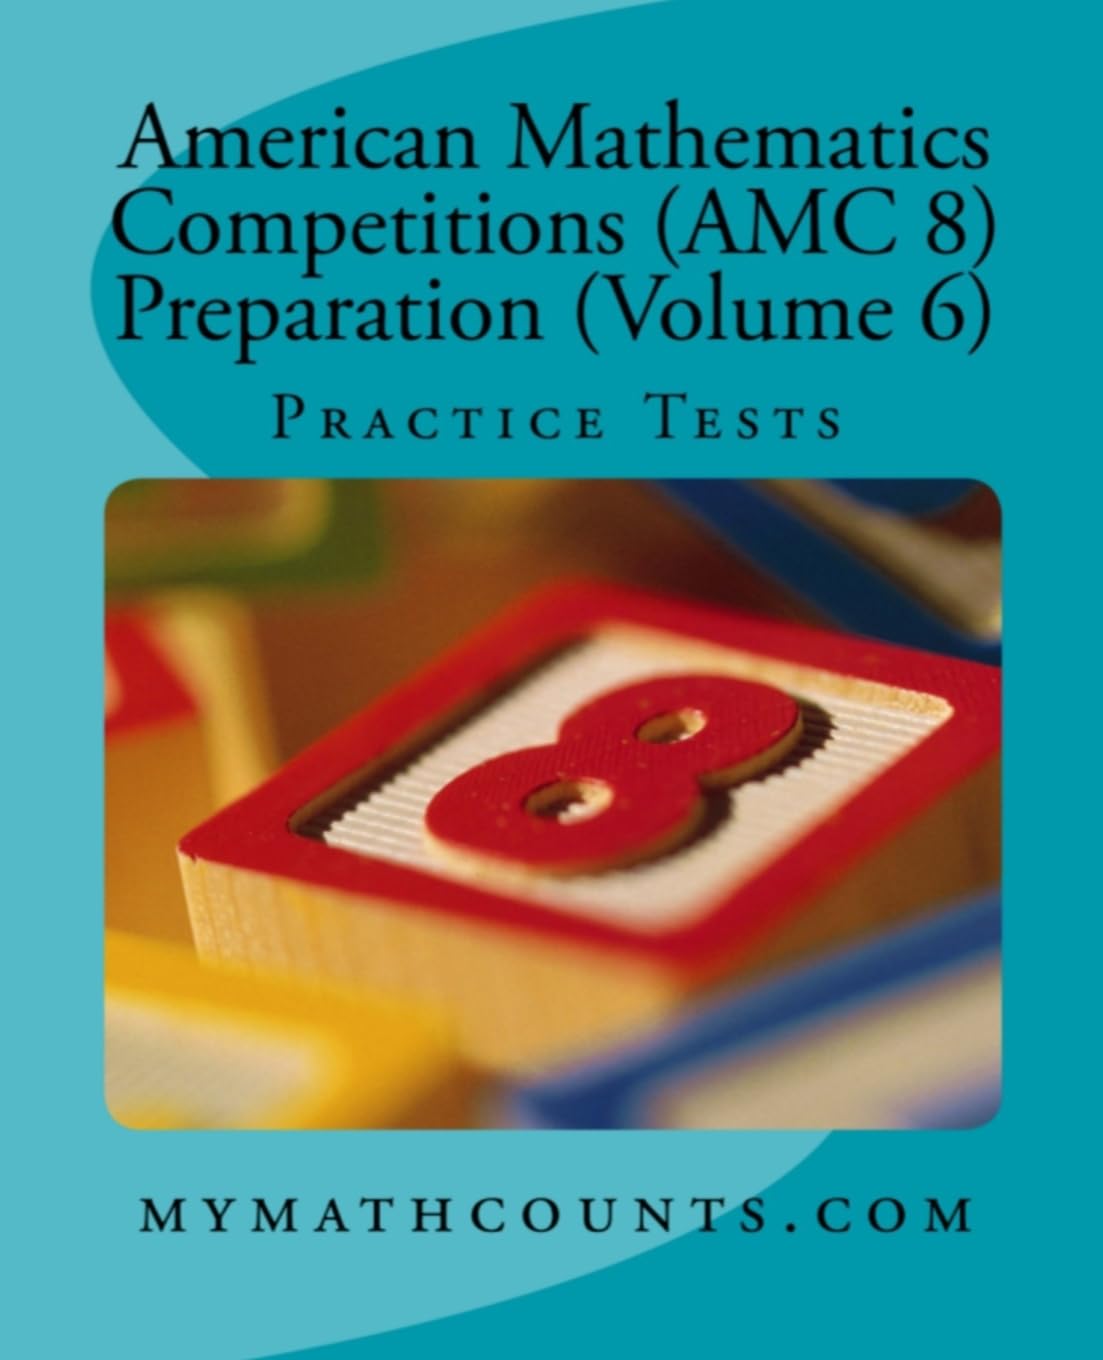 American Mathematics
Competitions (AMC 8)
Preparation (Volume 6)
Practice Tests
8
MYMATHCOUNTS.COM